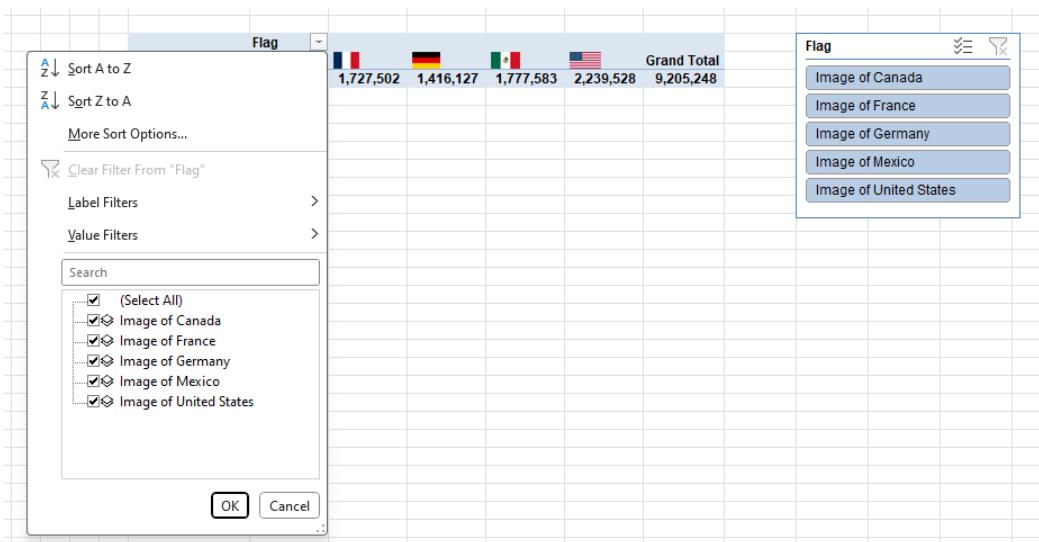 Flag
Grand Total
1,727,502 1,416,127 1,777,583 2,239,528 9,205,248
Sort A to Z
Sort Z to A
More Sort Options...
Clear Filter From "Flag"
Label Filters
Value Filters
Search
(Select All)
Image of Canada
Image of France
Image of Germany
Image of Mexico
Image of United States
OK Cancel
Flag
Image of Canada
Image of France
Image of Germany
Image of Mexico
Image of United States